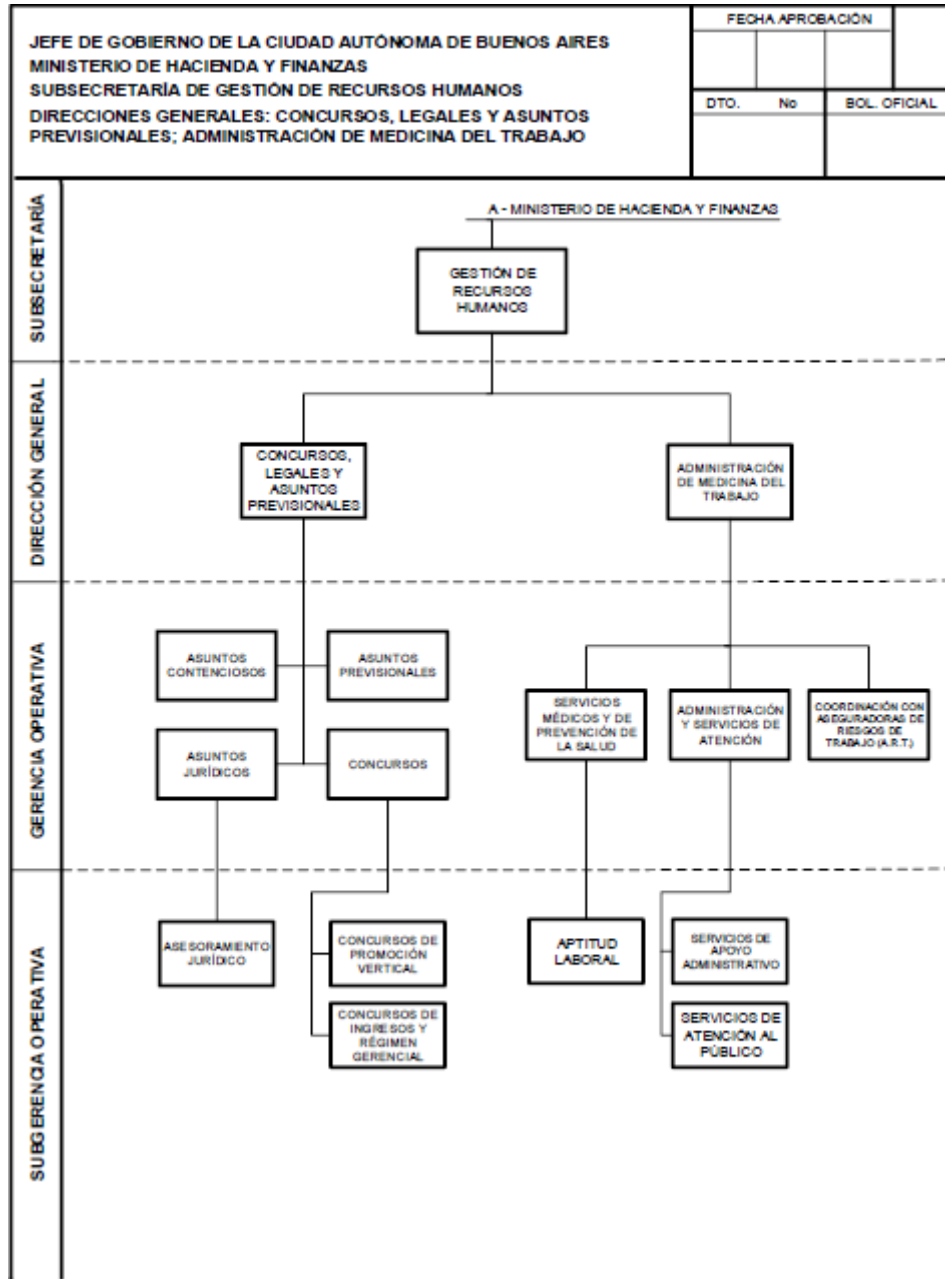 JEFE DE GOBIERNO DE LA CIUDAD AUTÓNOMA DE BUENOS AIRES
MINISTERIO DE HACIENDA Y FINANZAS
SUBSECRETARÍA DE GESTIÓN DE RECURSOS HUMANOS
DIRECCIONES GENERALES: CONCURSOS, LEGALES Y ASUNTOS
PREVISIONALES; ADMINISTRACIÓN DE MEDICINA DEL TRABAJO
FECHA APROBACIÓN
DTO. No BOL. OFICIAL
SUBSECRETARÍA
A - MINISTERIO DE HACIENDA Y FINANZAS
GESTIÓN DE
RECURSOS
HUMANOS
DIRECCIÓN GENERAL
CONCURSOS,
LEGALES Y
ASUNTOS
PREVISIONALES
ADMINISTRACIÓN
DE MEDICINA DEL
TRABAJO
GERENCIA OPERATIVA
ASUNTOS
CONTENCIOSOS
ASUNTOS
PREVISIONALES
ASUNTOS
JURÍDICOS
CONCURSOS
SERVICIOS
MÉDICOS Y DE
PREVENCIÓN DE
LA SALUD
ADMINISTRACIÓN
Y SERVICIOS DE
ATENCIÓN
COORDINACIÓN CON
ASEGURADORAS DE
RIESGOS DE
TRABAJO (A.R.T.)
SUBGERENCIA OPERATIVA
ASESORAMIENTO
JURÍDICO
CONCURSOS DE
PROMOCIÓN
VERTICAL
CONCURSOS DE
INGRESOS Y
RÉGIMEN
GERENCIAL
APTITUD
LABORAL
SERVICIOS DE
APOYO
ADMINISTRATIVO
SERVICIOS DE
ATENCIÓN AL
PÚBLICO